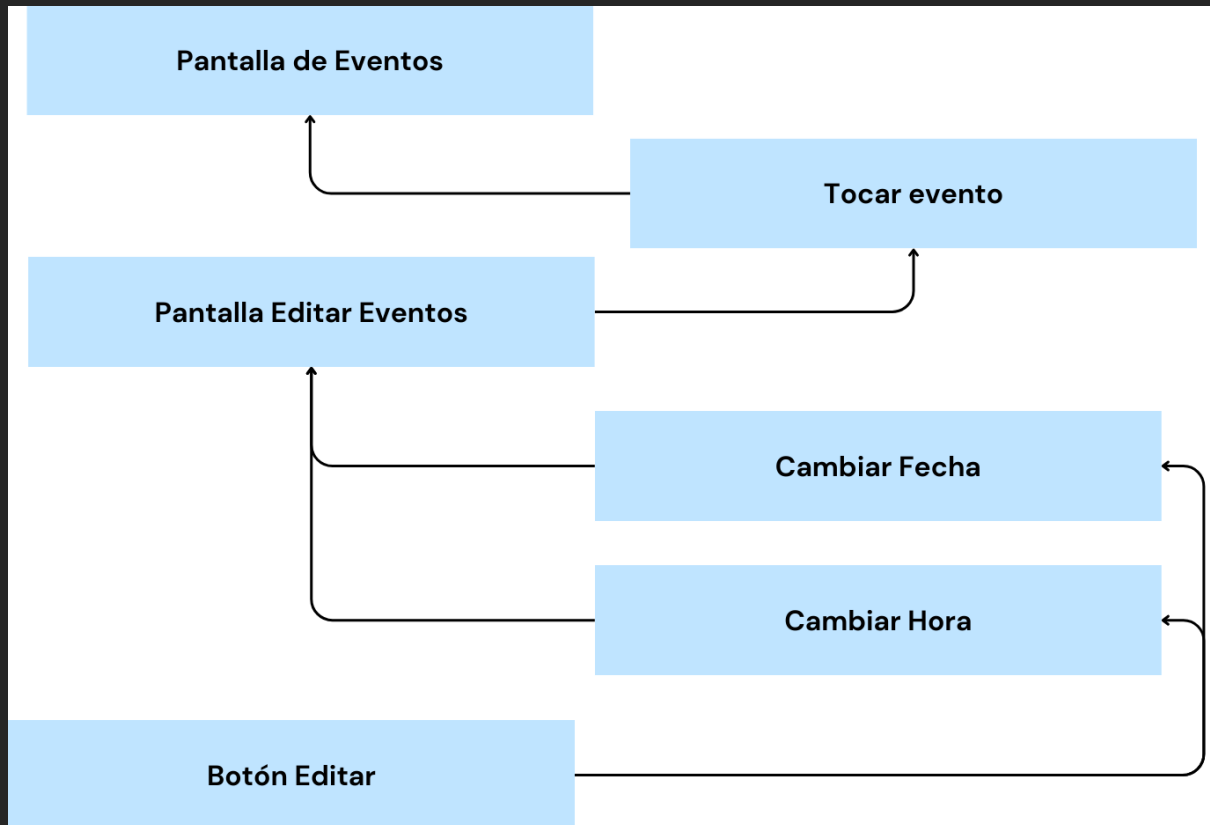 Pantalla de Eventos
Tocar evento
Pantalla Editar Eventos
Cambiar Fecha
Cambiar Hora
Botón Editar